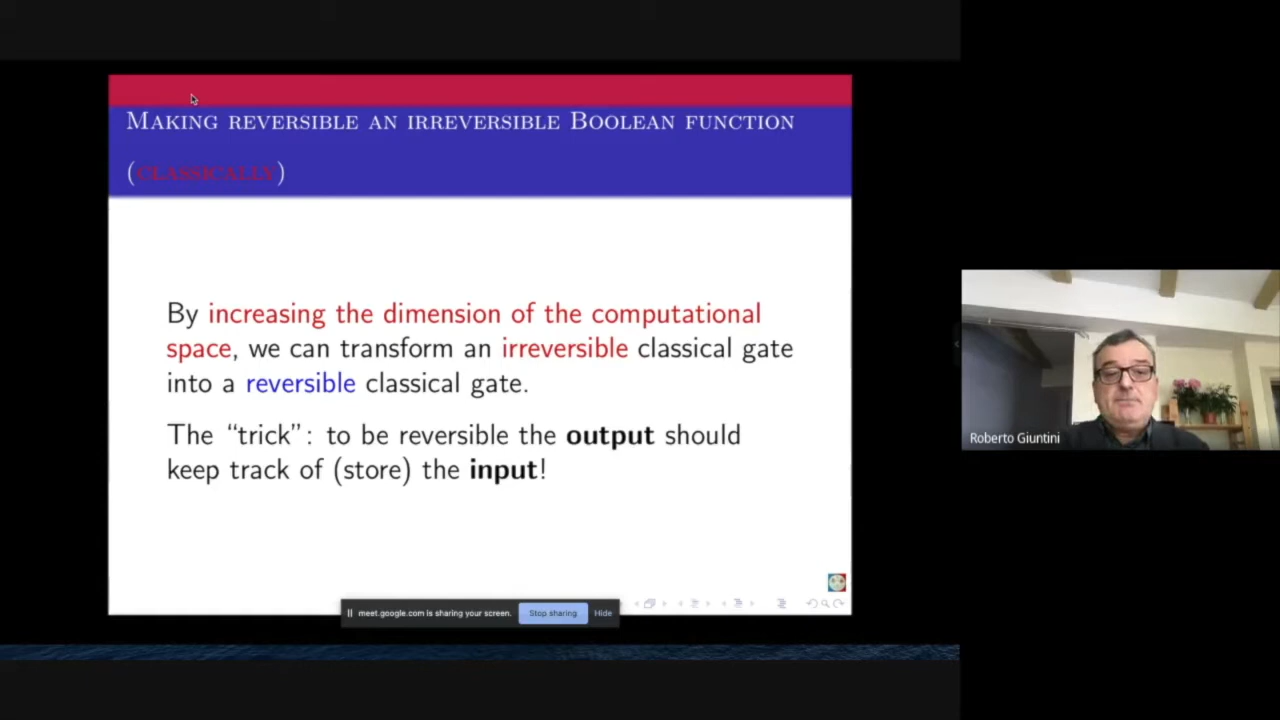 Making reversible an irreversible Boolean function
(classically)
By increasing the dimension of the computational
space, we can transform an irreversible classical gate
into a reversible classical gate.
The “trick”: to be reversible the output should
keep track of (store) the input!
meet.google.com is sharing your screen. Stop sharing Hide
Roberto Giuntini